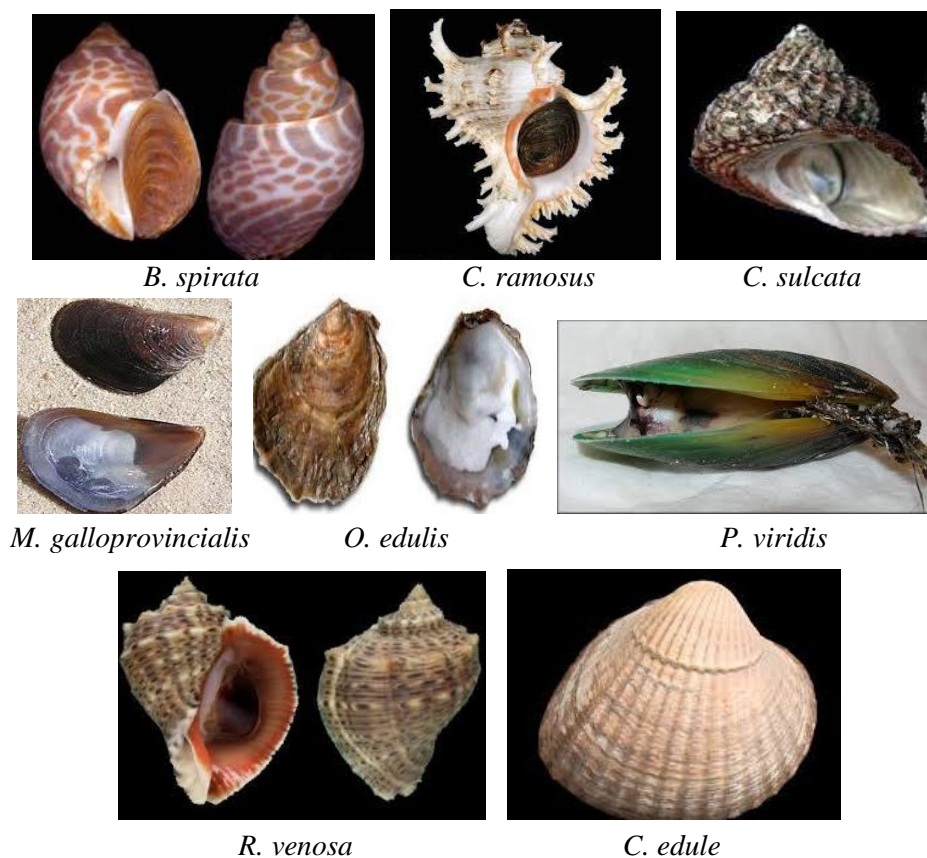 B. spirata C. ramosus C. sulcata
M. galloprovincialis O. edulis P. viridis
R. venosa C. edule